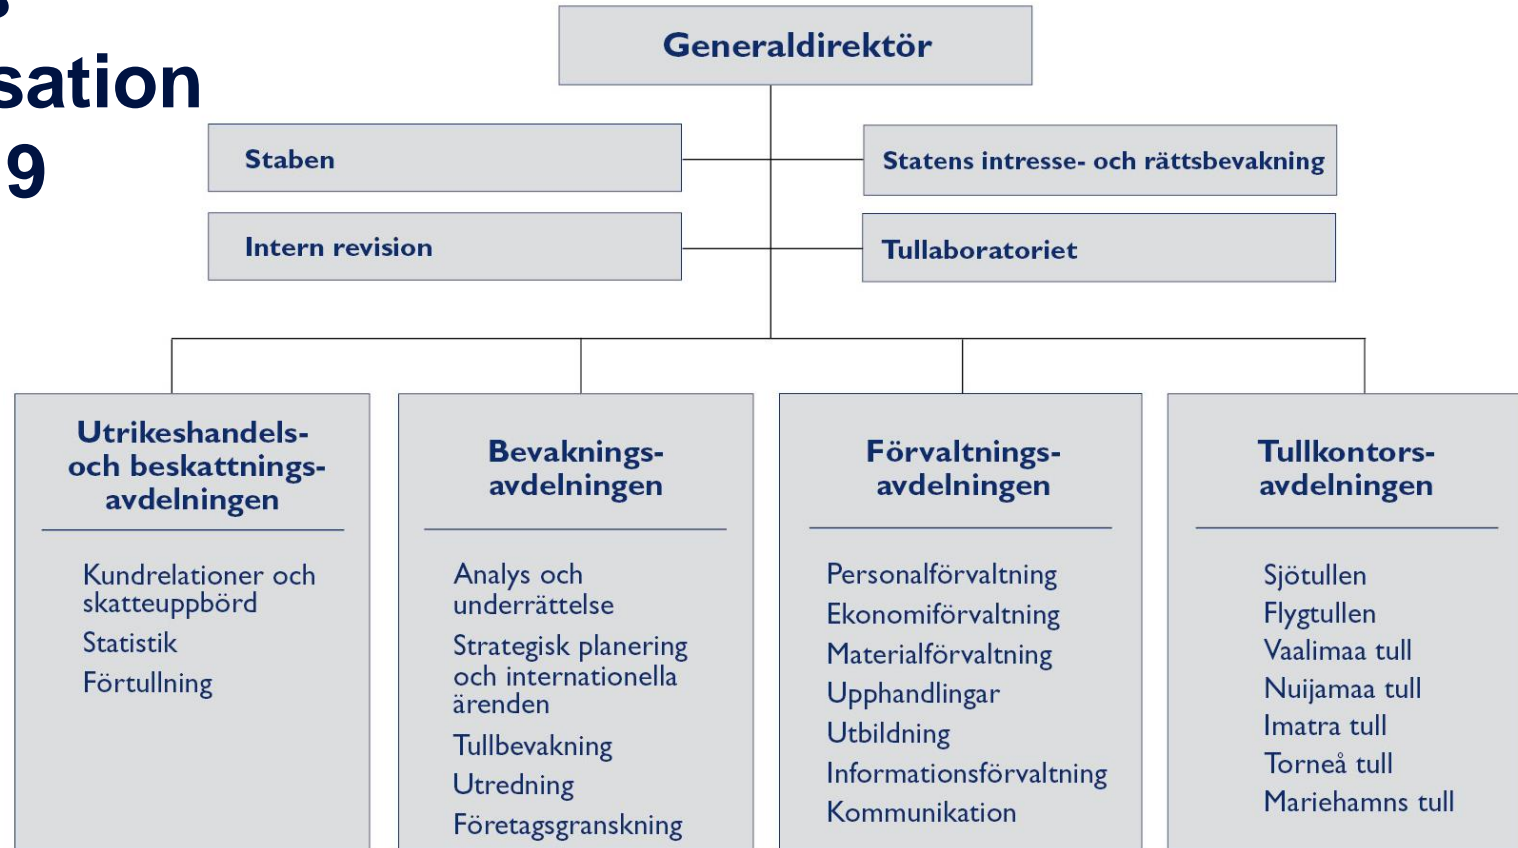 sation
9
Generaldirektör
Staben
Statens intresse- och rättsbevakning
Intern revision
Tullaboratoriet
Utrikeshandels-
och beskattnings-
avdelningen
Kundrelationer och
skatteuppbörd
Statistik
Förtullning
Bevaknings-
avdelningen
Analys och
underrättelse
Strategisk planering
och internationella
ärenden
Tullbevakning
Utredning
Företagsgranskning
Förvaltnings-
avdelningen
Personalförvaltning
Ekonomiförvaltning
Materialförvaltning
Upphandlingar
Utbildning
Informationsförvaltning
Kommunikation
Tullkontors-
avdelningen
Sjötullen
Flygtullen
Vaalimaa tull
Nuijamaa tull
Imatra tull
Torneå tull
Mariehamns tull